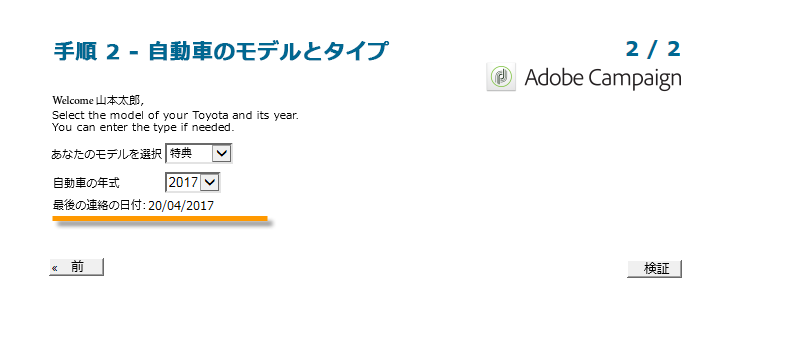 手順 2 - 自動車のモデルとタイプ
2 / 2
Adobe Campaign
Welcome 山本太郎,
Select the model of your Toyota and its year.
You can enter the type if needed.
あなたのモデルを選択 特典
自動車の年式 2017
最後の連絡の日付: 20/04/2017
« 前
検証